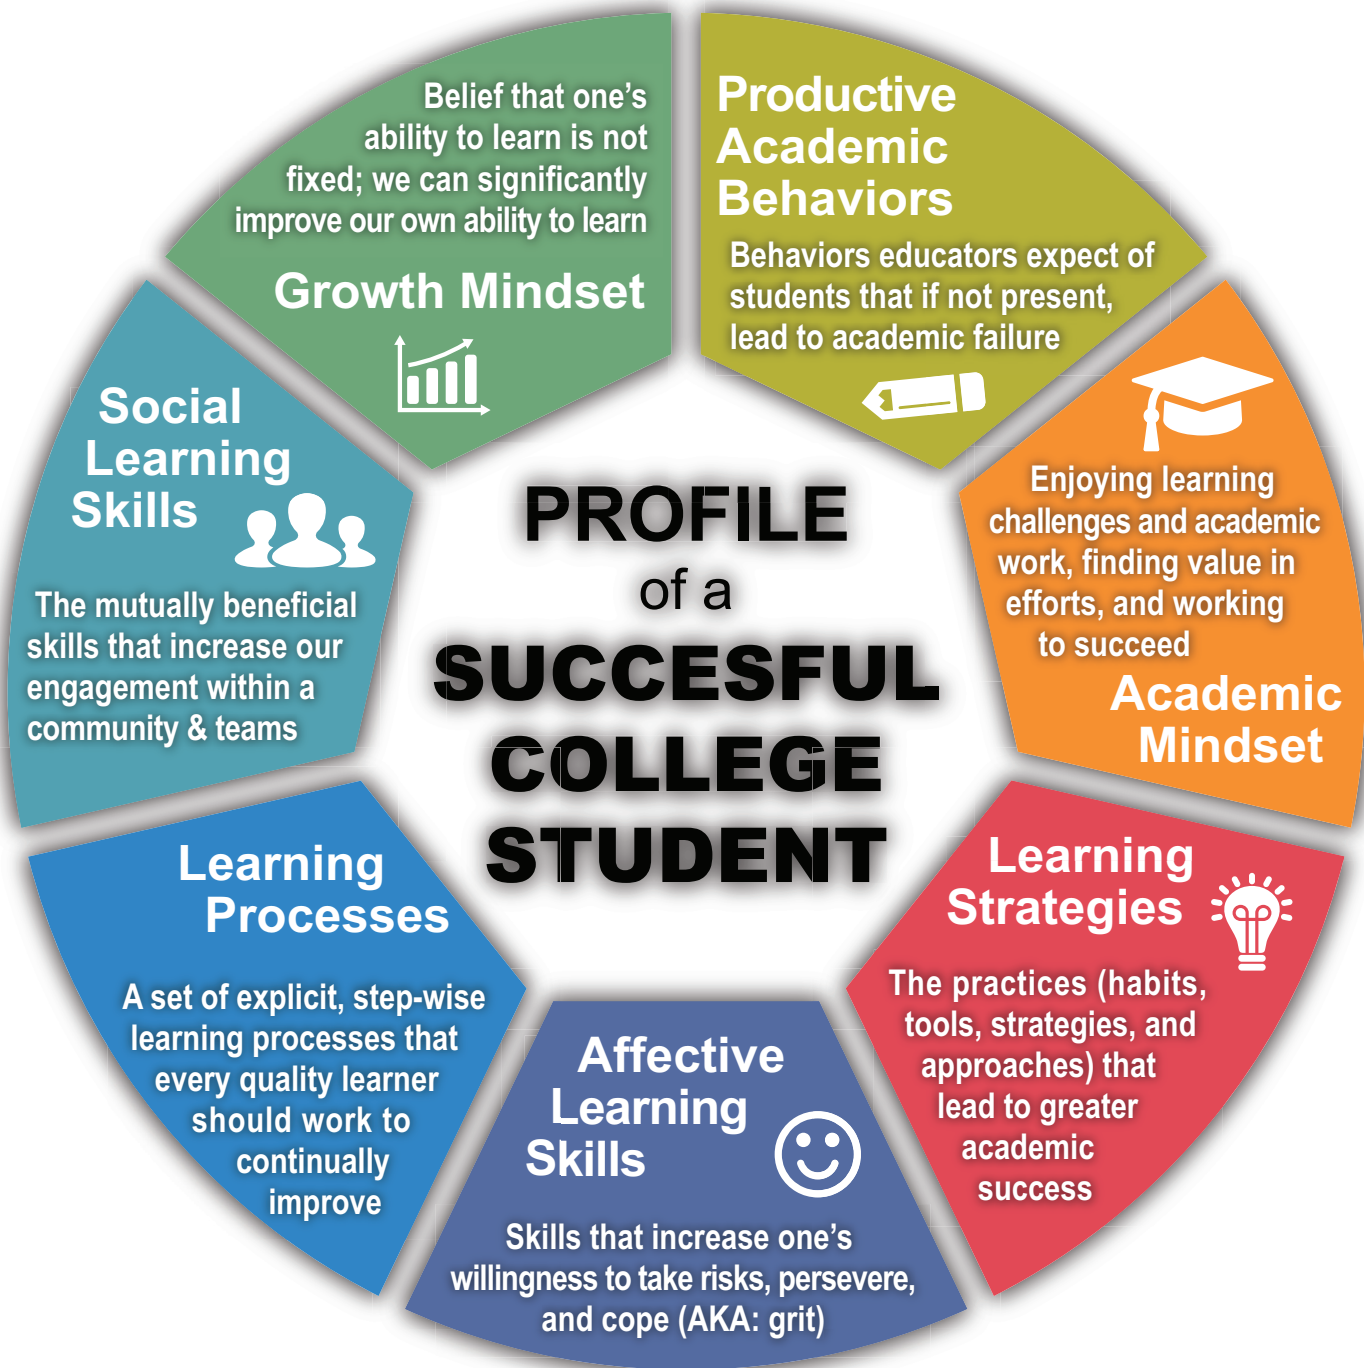 PROFILE
of a
SUCCESFUL
COLLEGE
STUDENT
Productive
Academic
Behaviors
Behaviors educators expect of
students that if not present,
lead to academic failure
Enjoying learning
challenges and academic
work, finding value in
efforts, and working
to succeed
Academic
Mindset
Learning
Strategies
The practices (habits,
tools, strategies, and
approaches) that
lead to greater
academic
success
Affective
Learning
Skills
Skills that increase one’s
willingness to take risks, persevere,
and cope (AKA: grit)
Learning
Processes
A set of explicit, step-wise
learning processes that
every quality learner
should work to
continually
improve
Social
Learning
Skills
The mutually beneficial
skills that increase our
engagement within a
community & teams
Belief that one’s
ability to learn is not
fixed; we can significantly
improve our own ability to learn
Growth Mindset